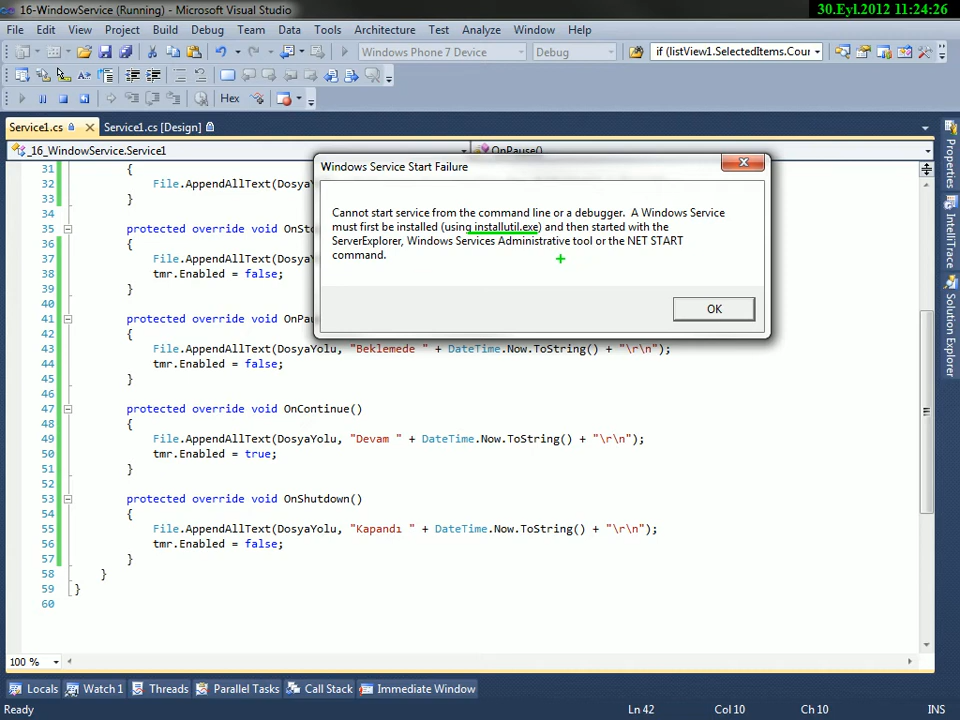 16-WindowService (Running) - Microsoft Visual Studio
30.Eyl.2012 11:24:26
File Edit View Project Build Debug Team Data Tools Architecture Test Analyze Window Help
Windows Phone 7 Device Debug if (listView1.SelectedItems.Cour
Hex
Service1.cs Service1.cs [Design]
_16_WindowService.Service1 OnPause()
Windows Service Start Failure
Cannot start service from the command line or a debugger. A Windows Service
must first be installed (using installutil.exe) and then started with the
ServerExplorer, Windows Services Administrative tool or the NET START
command.
OK
31 {
32 File.AppendAllText(DosyaYolu
33 }
34
35 protected override void OnSto
36 {
37 File.AppendAllText(DosyaYolu
38 tmr.Enabled = false;
39 }
40
41 protected override void OnPau
42 {
43 File.AppendAllText(DosyaYolu, "Beklemede " + DateTime.Now.ToString() + "\r\n");
44 tmr.Enabled = false;
45 }
46
47 protected override void OnContinue()
48 {
49 File.AppendAllText(DosyaYolu, "Devam " + DateTime.Now.ToString() + "\r\n");
50 tmr.Enabled = true;
51 }
52
53 protected override void OnShutdown()
54 {
55 File.AppendAllText(DosyaYolu, "Kapandı " + DateTime.Now.ToString() + "\r\n");
56 tmr.Enabled = false;
57 }
58 }
59 }
60
100 %
Properties
IntelliTrace
Solution Explorer
Locals Watch 1 Threads Parallel Tasks Call Stack Immediate Window
Ready Ln 42 Col 10 Ch 10 INS